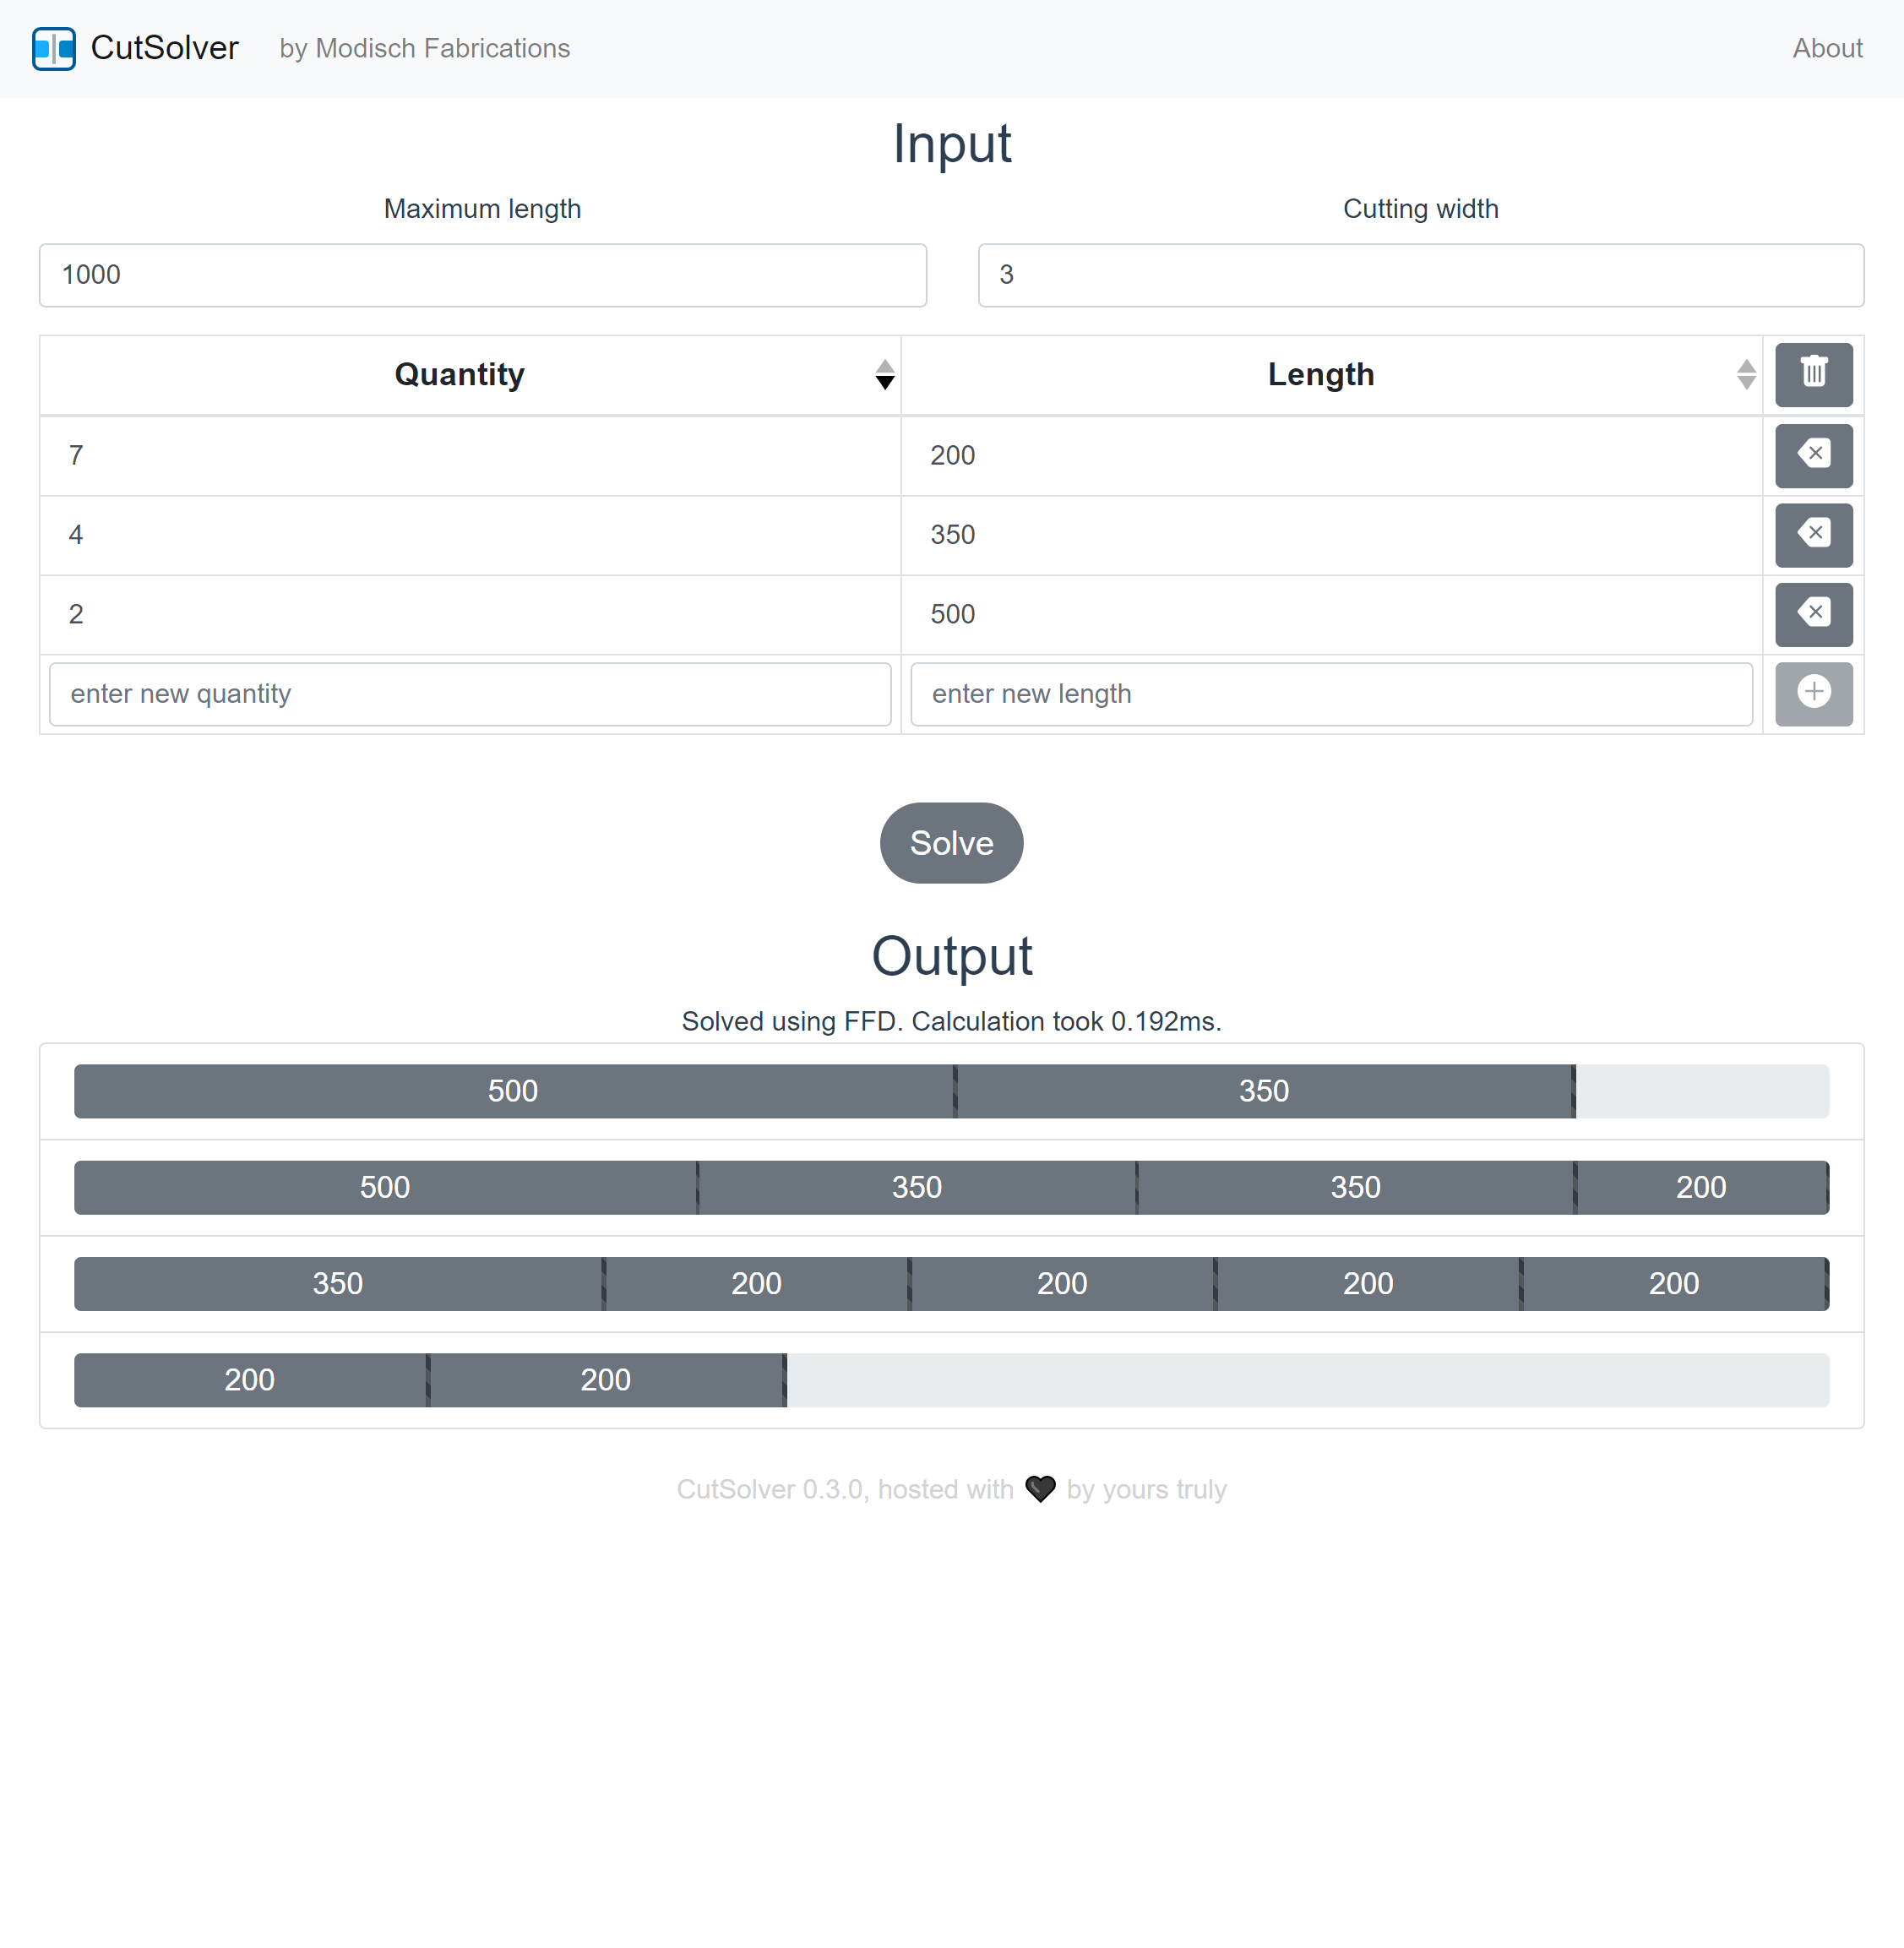 CutSolver by Modisch Fabrications About
Input
Maximum length Cutting width
1000 3
Quantity Length
7 200
4 350
2 500
enter new quantity enter new length
Solve
Output
Solved using FFD. Calculation took 0.192ms.
500 350
500 350 350 200
350 200 200 200 200
200 200
CutSolver 0.3.0, hosted with 🖤 by yours truly